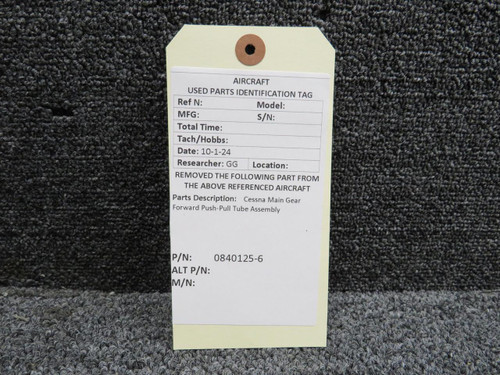 AIRCRAFT
USED PARTS IDENTIFICATION TAG
Ref N: Model:
MFG: S/N:
Total Time:
Tach/Hobbs:
Date: 10-1-24
Researcher: GG Location:
REMOVED THE FOLLOWING PART FROM
THE ABOVE REFERENCED AIRCRAFT
Parts Description: Cessna Main Gear
Forward Push-Pull Tube Assembly
P/N: 0840125-6
ALT P/N:
M/N: